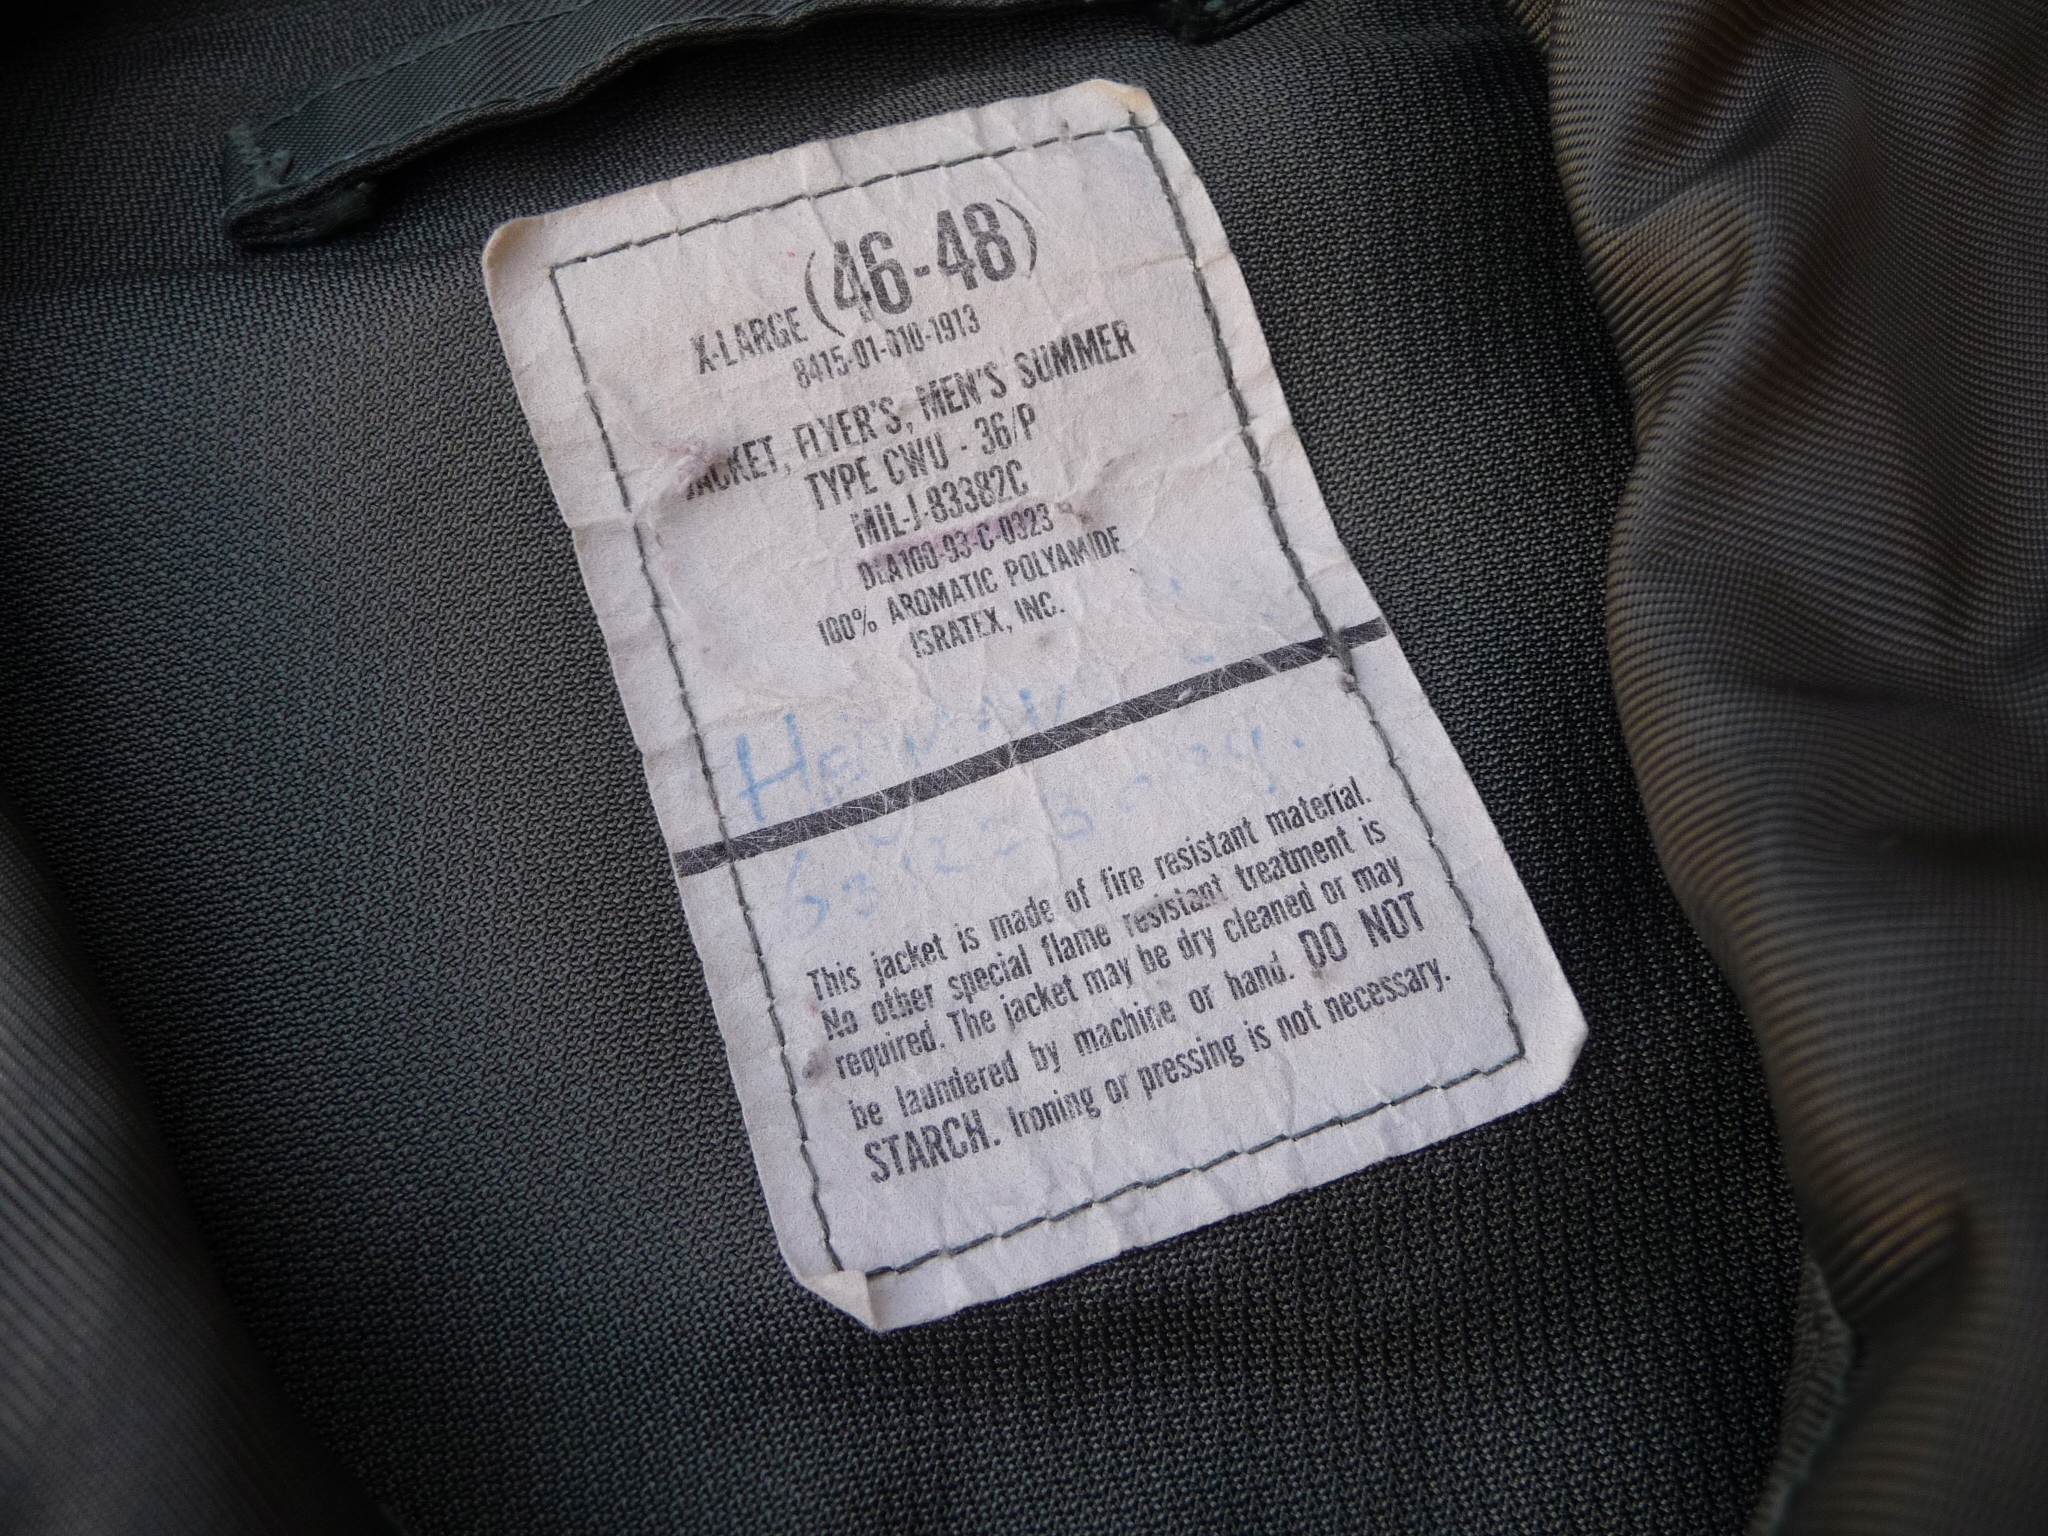 X-LARGE (46-48)
8415-01-010-1913
JACKET, FLYER'S, MEN'S SUMMER
TYPE CWU - 36/P
MIL-J-83382C
DLA100-93-C-0323
100% AROMATIC POLYAMIDE
ISRATEX, INC.
This jacket is made of fire resistant material.
No other special flame resistant treatment is
required. The jacket may be dry cleaned or may
be laundered by machine or hand. DO NOT
STARCH. Ironing or pressing is not necessary.